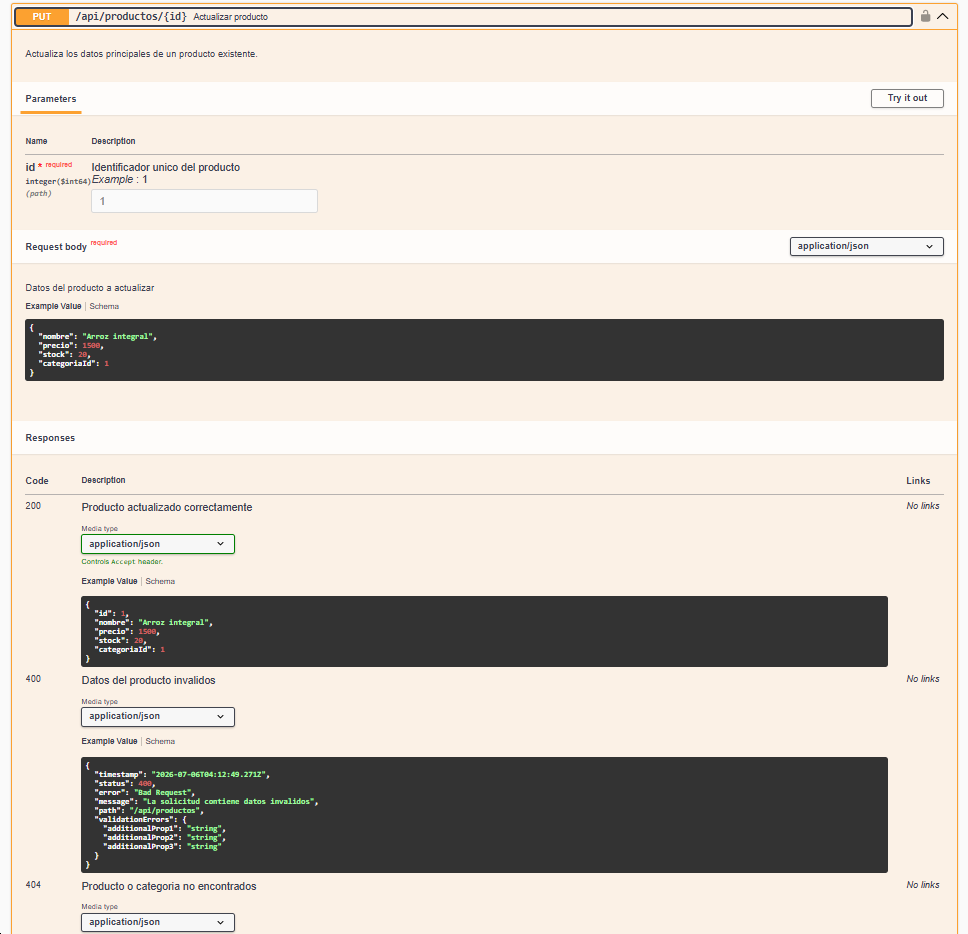 PUT /api/productos/{id} Actualizar producto
Actualiza los datos principales de un producto existente.
Parameters Try it out
Name Description
id * required Identificador unico del producto
integer($int64) Example : 1
(path)
1
Request body required application/json
Datos del producto a actualizar
Example Value | Schema
{
"nombre": "Arroz integral",
"precio": 1500,
"stock": 20,
"categoriaId": 1
}
Responses
Code Description Links
200 Producto actualizado correctamente No links
Media type
application/json
Controls Accept header.
Example Value | Schema
{
"id": 1,
"nombre": "Arroz integral",
"precio": 1500,
"stock": 20,
"categoriaId": 1
}
400 Datos del producto invalidos No links
Media type
application/json
Example Value | Schema
{
"timestamp": "2026-07-06T04:12:49.271Z",
"status": 400,
"error": "Bad Request",
"message": "La solicitud contiene datos invalidos",
"path": "/api/productos",
"validationErrors": {
"additionalProp1": "string",
"additionalProp2": "string",
"additionalProp3": "string"
}
}
404 Producto o categoria no encontrados No links
Media type
application/json